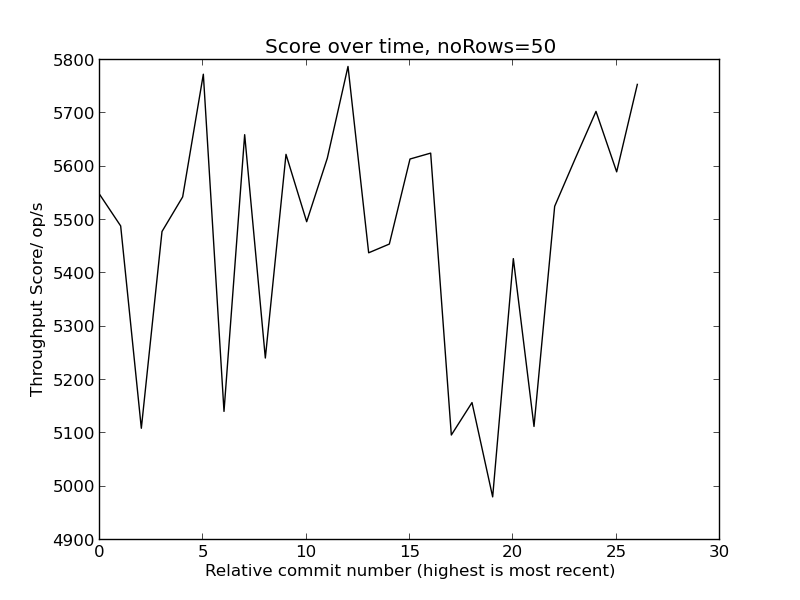 Score over time, noRows=50
5800
5700
5600
5500
5400
5300
5200
5100
5000
4900
Throughput Score/ op/s
0 5 10 15 20 25 30
Relative commit number (highest is most recent)